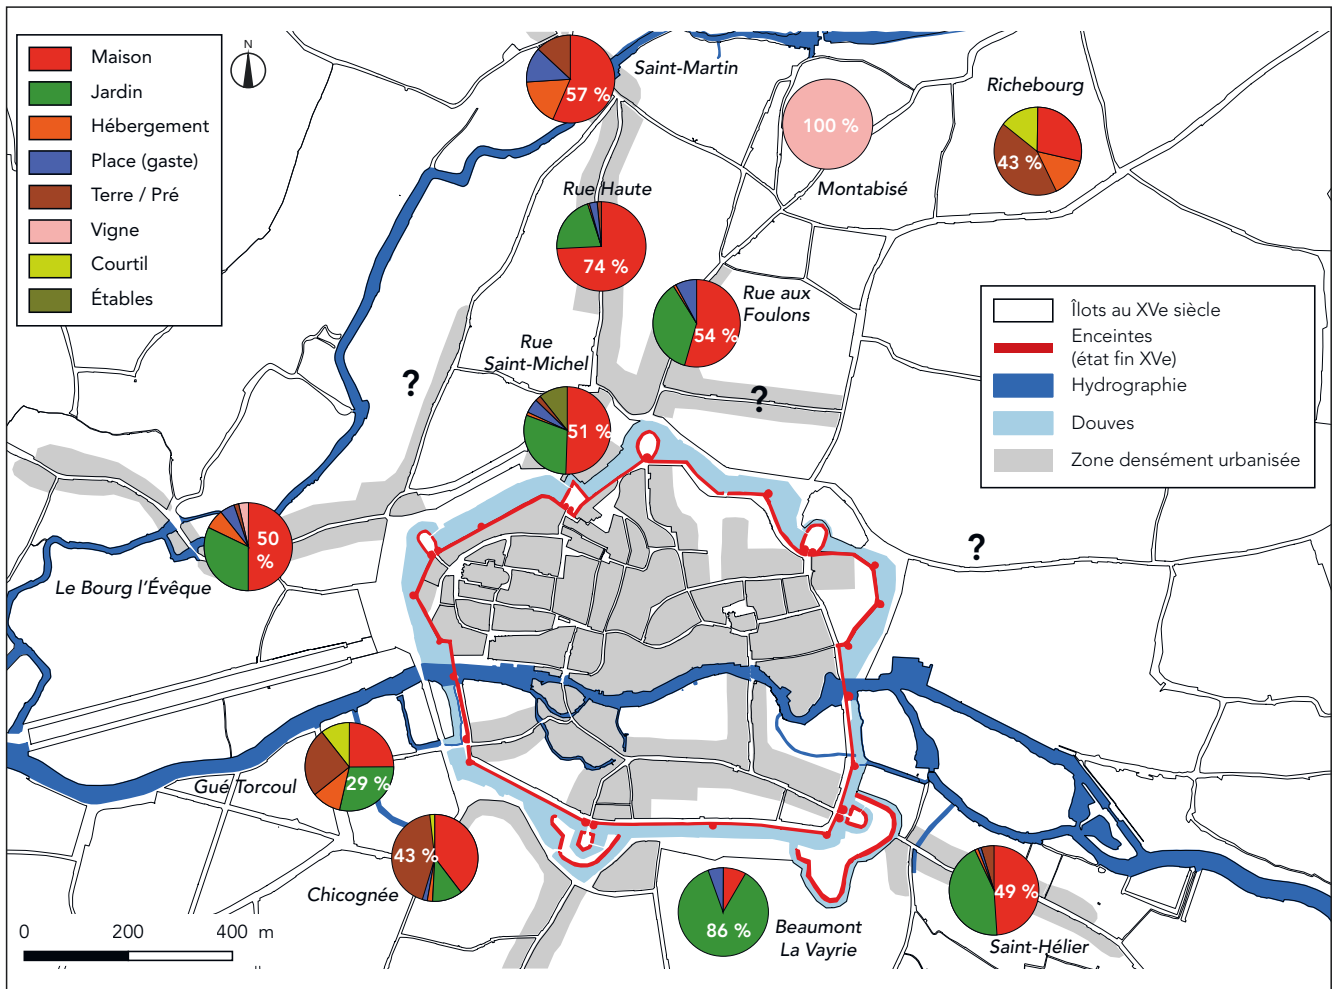 Maison
Jardin
Hébergement
Place (gaste)
Terre / Pré
Vigne
Courtil
Étables
N
Saint-Martin
57 %
Richebourg
43 %
100 %
Montabisé
Rue Haute
74 %
Rue aux
Foulons
54 %
Rue
Saint-Michel
51 %
?
?
?
Îlots au XVe siècle
Enceintes
(état fin XVe)
Hydrographie
Douves
Zone densément urbanisée
50
%
Le Bourg l'Évêque
Gué Torcoul
29 %
43 %
Chicognée
86 %
Beaumont
La Vayrie
49 %
Saint-Hélier
0 200 400 m